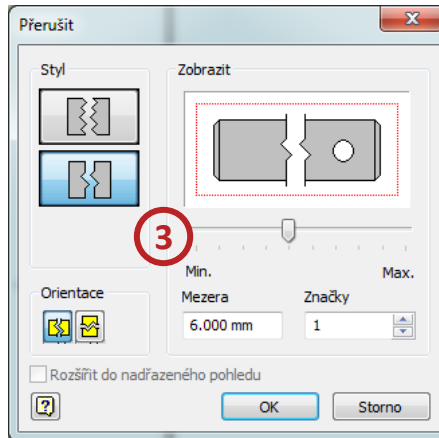 Přerušit
Styl
Zobrazit
3
Min.
Max.
Orientace
Mezera
Značky
6.000 mm
1
Rozšířit do nadřazeného pohledu
?
OK
Storno